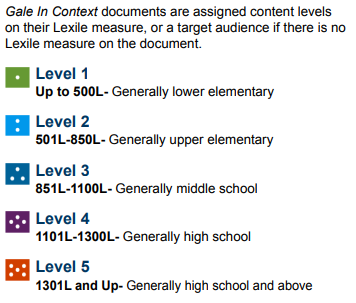 Gale In Context documents are assigned content levels
on their Lexile measure, or a target audience if there is no
Lexile measure on the document.
Level 1
Up to 500L- Generally lower elementary
Level 2
501L-850L- Generally upper elementary
Level 3
851L-1100L- Generally middle school
Level 4
1101L-1300L- Generally high school
Level 5
1301L and Up- Generally high school and above